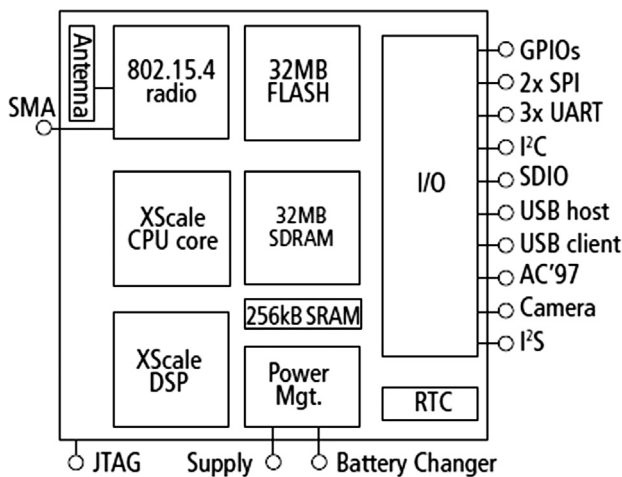 Antenna
SMA
802.15.4
radio
32MB
FLASH
XScale
CPU core
32MB
SDRAM
256kB SRAM
XScale
DSP
Power
Mgt.
I/O
RTC
GPIOs
2x SPI
3x UART
I²C
SDIO
USB host
USB client
AC'97
Camera
I²S
JTAG
Supply
Battery Changer